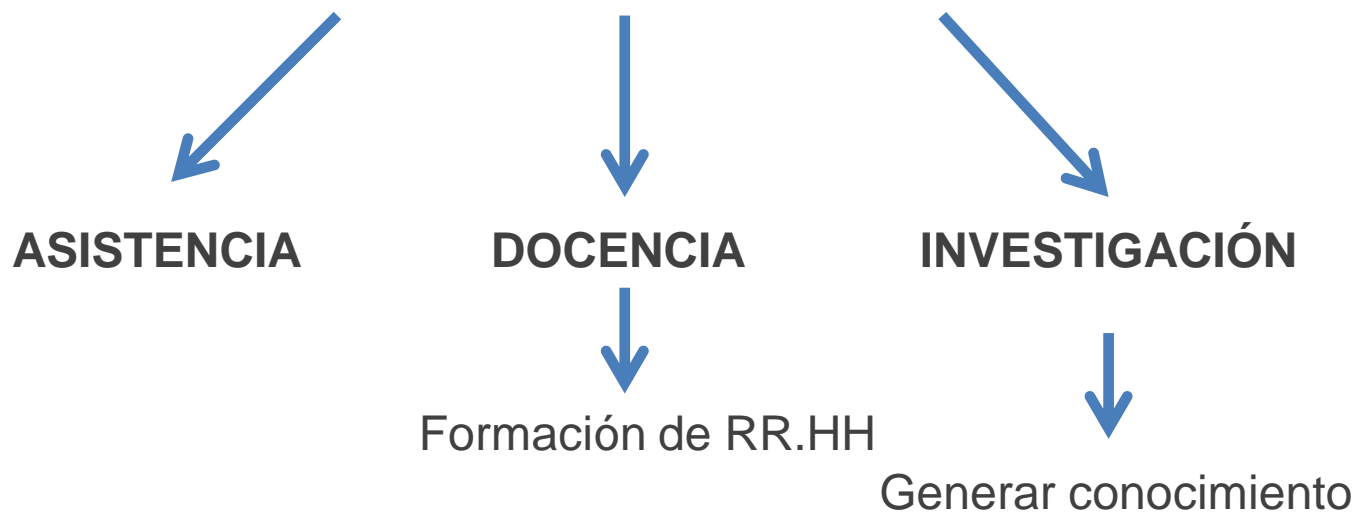 ASISTENCIA DOCENCIA INVESTIGACIÓN
Formación de RR.HH
Generar conocimiento